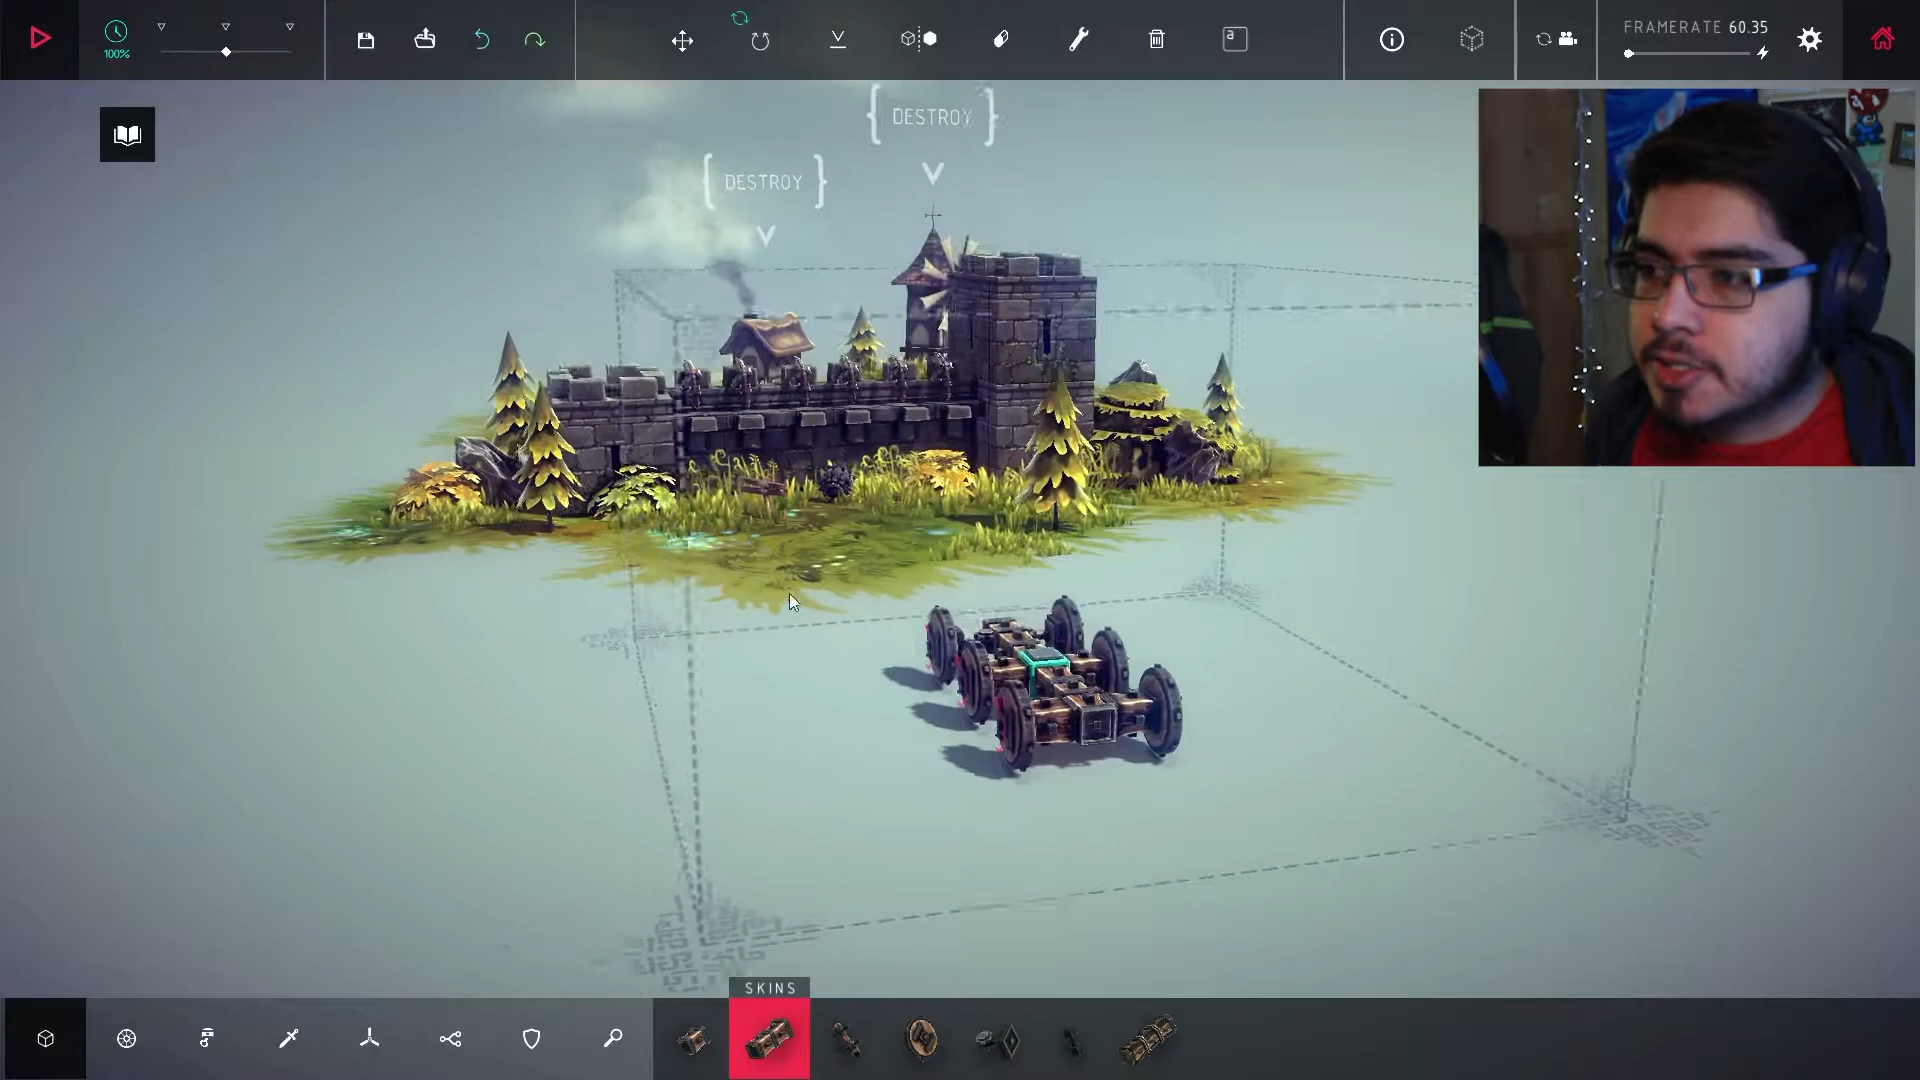 100%
a
FRAMERATE 60.35
DESTROY
DESTROY
SKINS